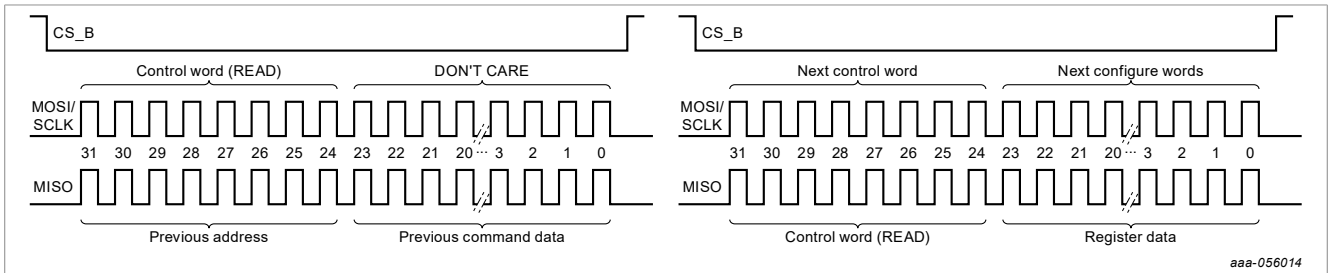 CS_B CS_B
Control word (READ) DON'T CARE Next control word Next configure words
MOSI/ MOSI/
SCLK SCLK
31 30 29 28 27 26 25 24 23 22 21 20 ... 3 2 1 0 31 30 29 28 27 26 25 24 23 22 21 20 ... 3 2 1 0
MISO MISO
Previous address Previous command data Control word (READ) Register data
aaa-056014